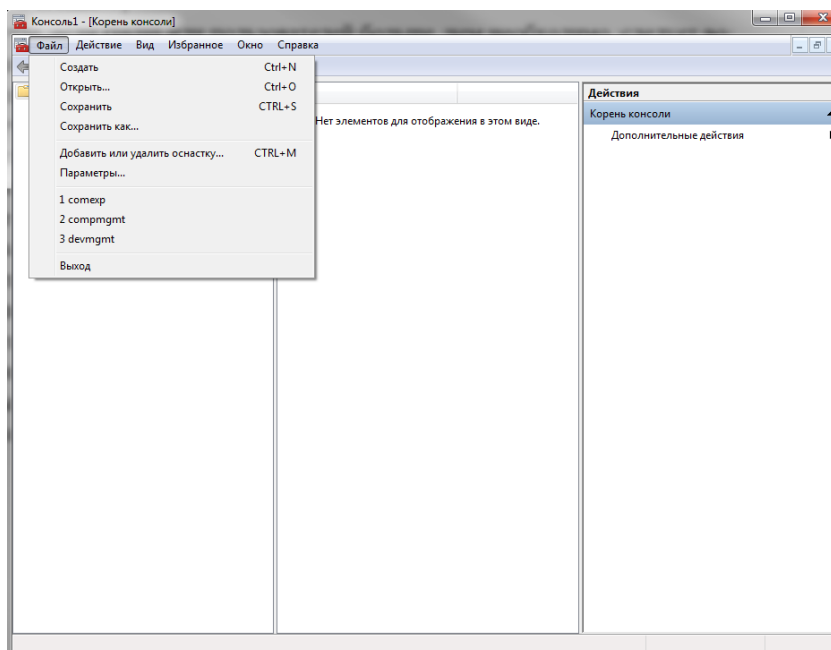 Консоль1 - [Корень консоли]
Файл Действие Вид Избранное Окно Справка
Создать Ctrl+N
Открыть... Ctrl+O
Сохранить CTRL+S
Сохранить как...
Добавить или удалить оснастку... CTRL+M
Параметры...
1 comexp
2 compmgmt
3 devmgmt
Выход
Нет элементов для отображения в этом виде.
Действия
Корень консоли
Дополнительные действия